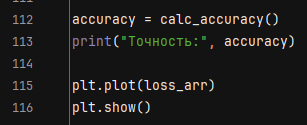 112 accuracy = calc_accuracy()
113 print("Точность:", accuracy)
114
115 plt.plot(loss_arr)
116 plt.show()